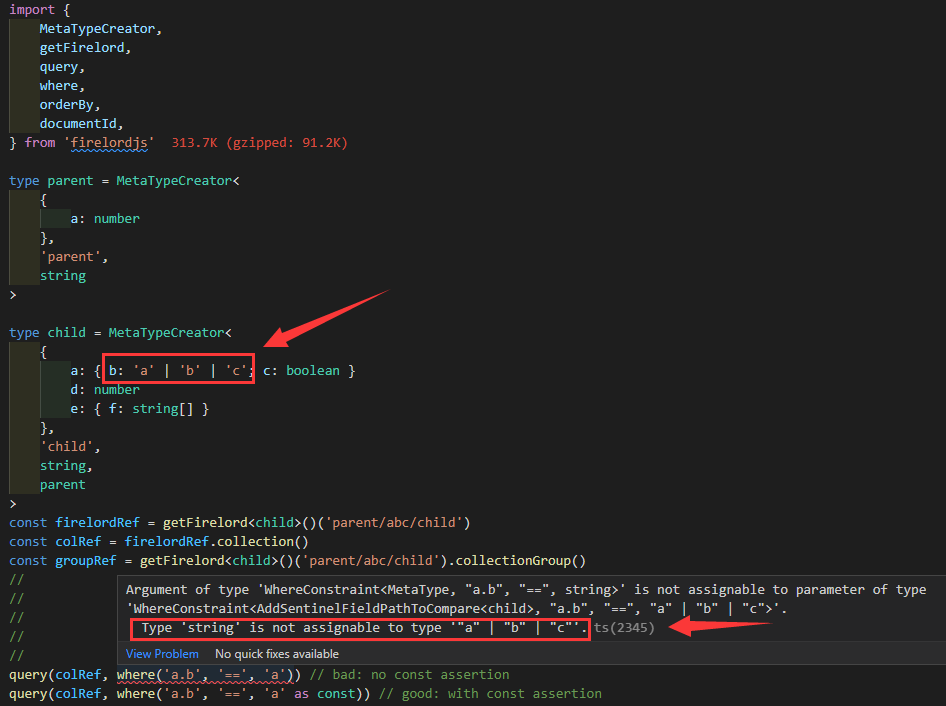 import {
    MetaTypeCreator,
    getFirelord,
    query,
    where,
    orderBy,
    documentId,
} from 'firelordjs'  313.7K (gzipped: 91.2K)
type parent = MetaTypeCreator<
    {
        a: number
    },
    'parent',
    string
>
type child = MetaTypeCreator<
    {
        a: { b: 'a' | 'b' | 'c'; c: boolean }
        d: number
        e: { f: string[] }
    },
    'child',
    string,
    parent
>
const firelordRef = getFirelord<child>()('parent/abc/child')
const colRef = firelordRef.collection()
const groupRef = getFirelord<child>()('parent/abc/child').collectionGroup()
//
//
//
//
//
Argument of type 'WhereConstraint<MetaType, "a.b", "==", string>' is not assignable to parameter of type
'WhereConstraint<AddSentinelFieldPathToCompare<child>, "a.b", "==", "a" | "b" | "c">'.
  Type 'string' is not assignable to type '"a" | "b" | "c"'. ts(2345)
View Problem    No quick fixes available
query(colRef, where('a.b', '==', 'a')) // bad: no const assertion
query(colRef, where('a.b', '==', 'a' as const)) // good: with const assertion